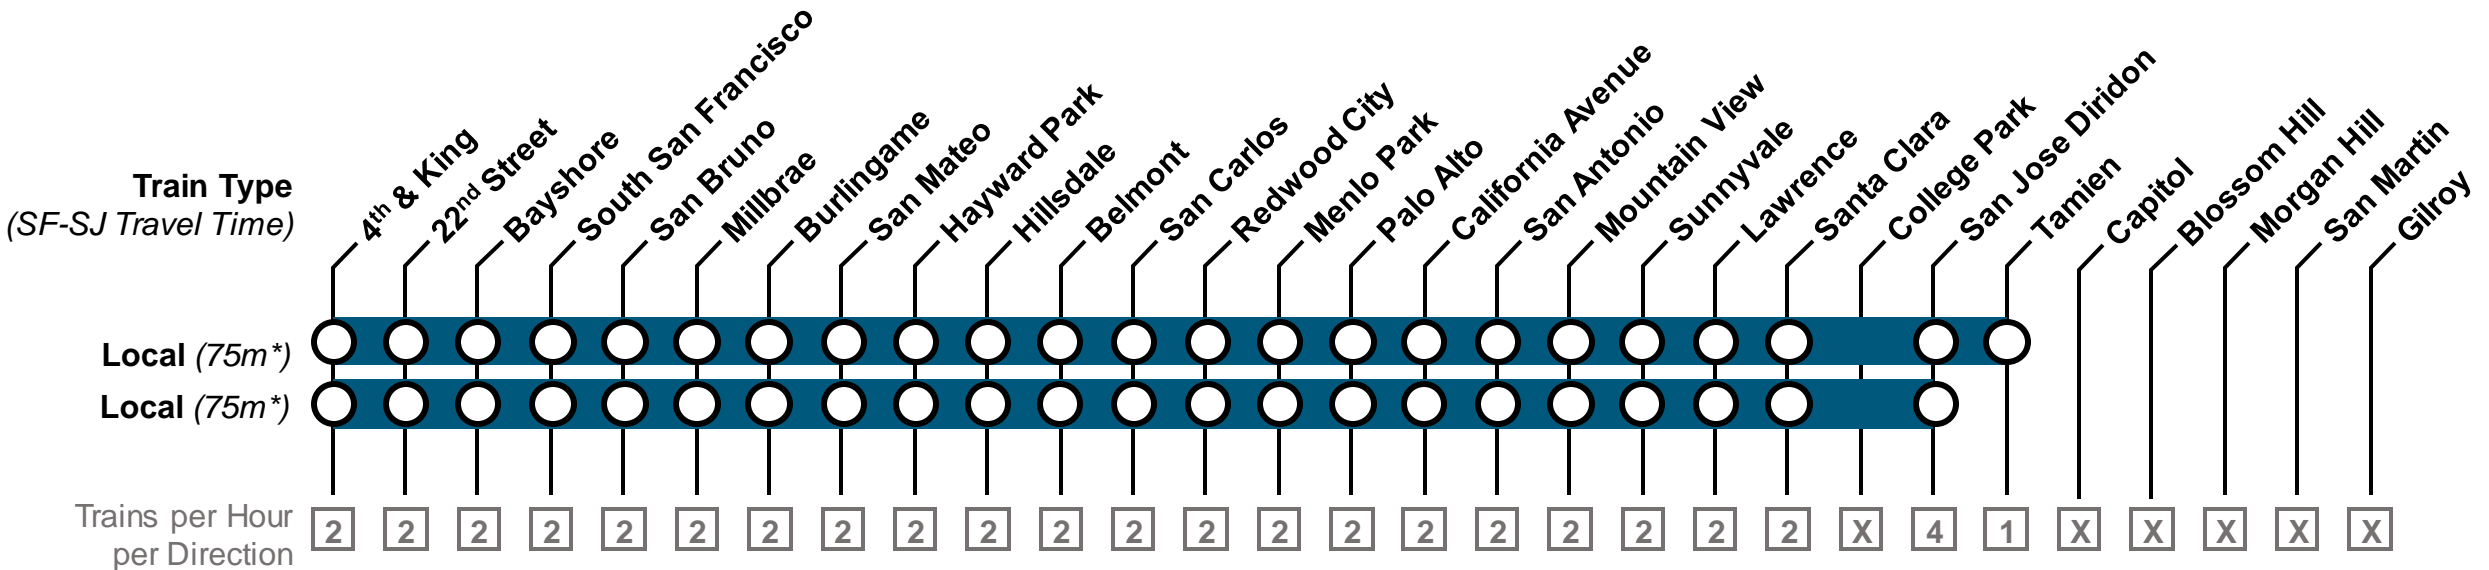 Train Type
(SF-SJ Travel Time)
4th & King
22nd Street
Bayshore
South San Francisco
San Bruno
Millbrae
Burlingame
San Mateo
Hayward Park
Hillsdale
Belmont
San Carlos
Redwood City
Menlo Park
Palo Alto
California Avenue
San Antonio
Mountain View
Sunnyvale
Lawrence
Santa Clara
College Park
San Jose Diridon
Tamien
Capitol
Blossom Hill
Morgan Hill
San Martin
Gilroy
Local (75m*)
Local (75m*)
Trains per Hour
per Direction
2 2 2 2 2 2 2 2 2 2 2 2 2 2 2 2 2 2 2 2 2 X 4 1 X X X X X